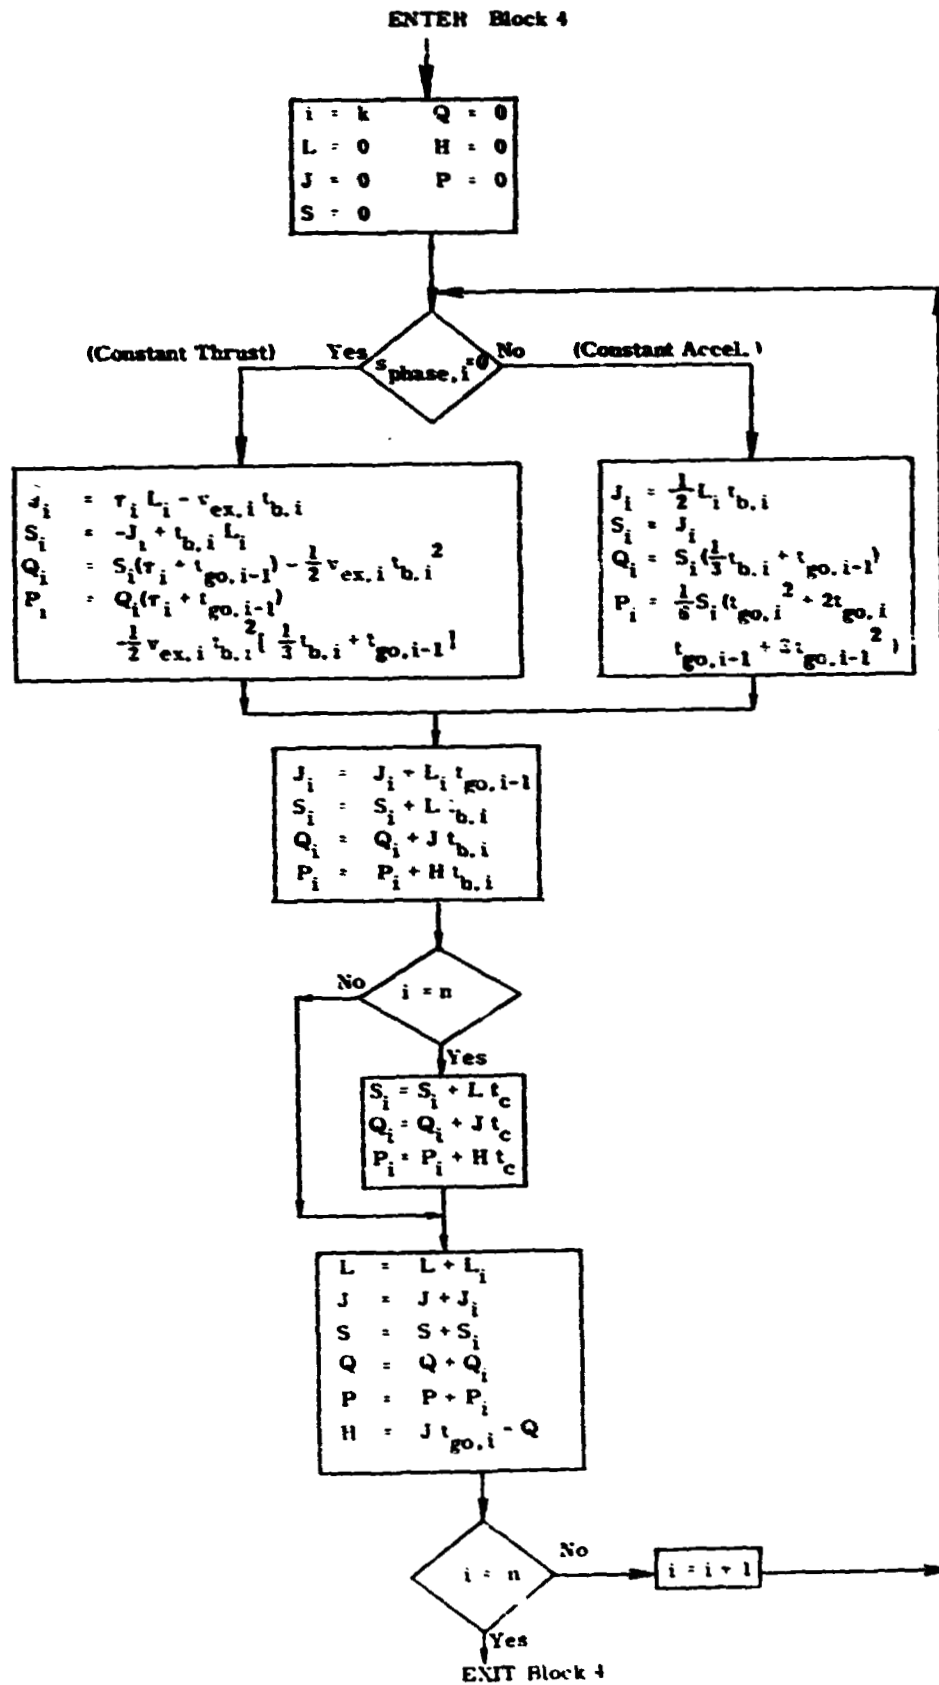 ENTER Block 4
i = k Q = 0
L = 0 H = 0
J = 0 P = 0
S = 0
(Constant Thrust) Yes s_phase,i=0 No (Constant Accel.)
J_i = τ_i L_i - v_ex,i t_b,i
S_i = -J_i + t_b,i L_i
Q_i = S_i(τ_i + t_go,i-1) - 1/2 v_ex,i t_b,i^2
P_i = Q_i(τ_i + t_go,i-1)
-1/2 v_ex,i t_b,i^2[ 1/3 t_b,i + t_go,i-1]
J_i = 1/2 L_i t_b,i
S_i = J_i
Q_i = S_i(1/3 t_b,i + t_go,i-1)
P_i = 1/6 S_i(t_go,i^2 + 2t_go,i
t_go,i-1 + 3t_go,i-1^2)
J_i = J_i + L_i t_go,i-1
S_i = S_i + L t_b,i
Q_i = Q_i + J t_b,i
P_i = P_i + H t_b,i
No i = n
Yes
S_i = S_i + L t_c
Q_i = Q_i + J t_c
P_i = P_i + H t_c
L = L + L_i
J = J + J_i
S = S + S_i
Q = Q + Q_i
P = P + P_i
H = J t_go,i - Q
i = n No i = i + 1
Yes
EXIT Block 4